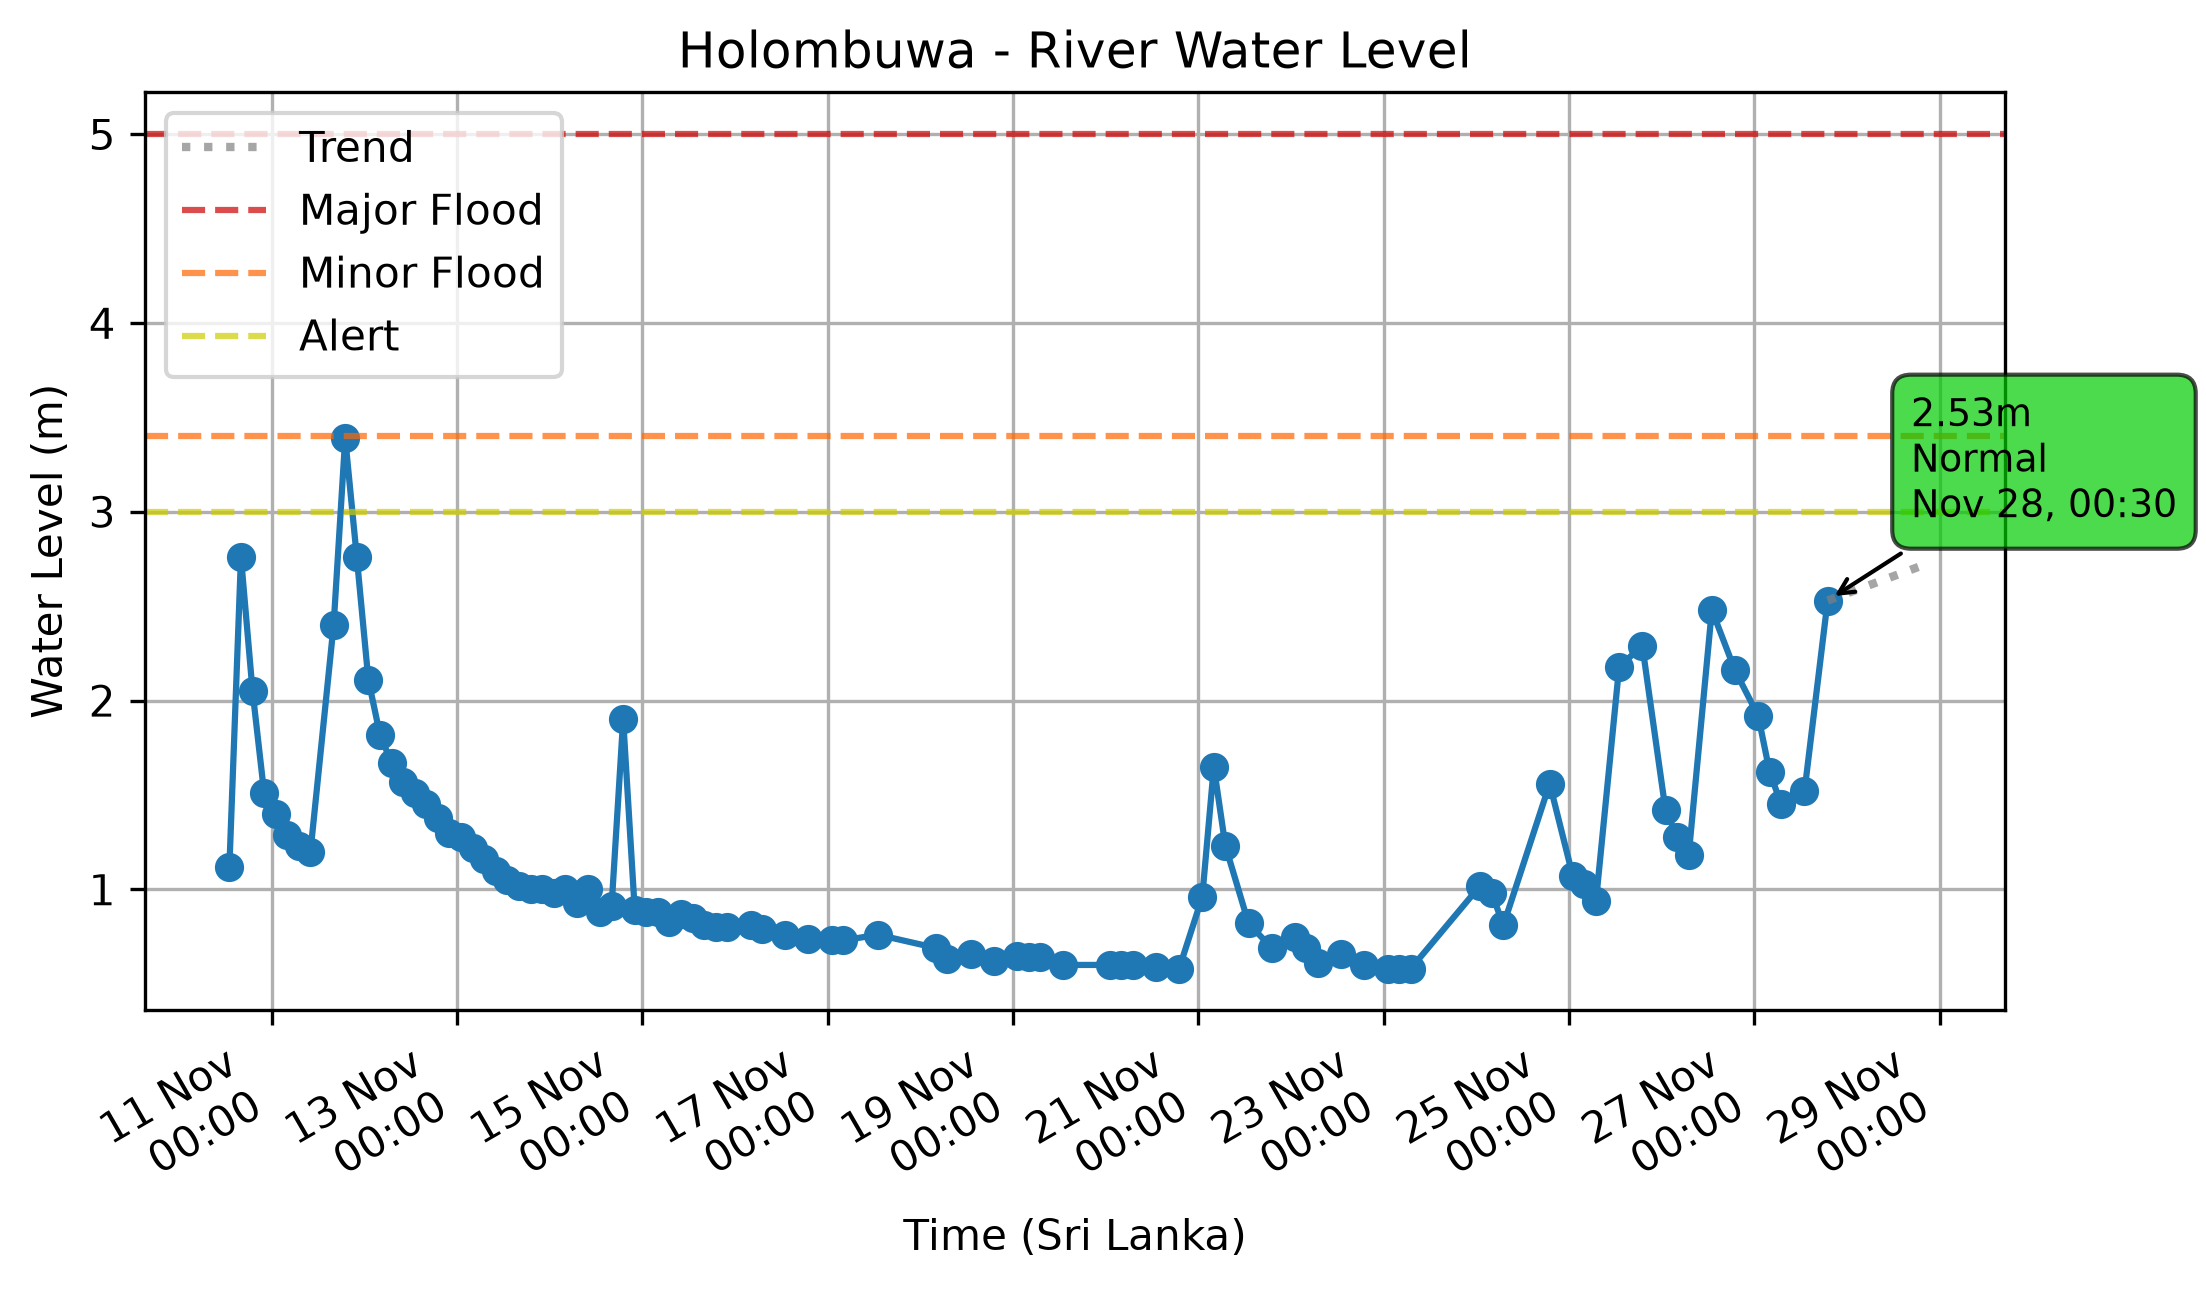 Holombuwa - River Water Level
Trend
Major Flood
Minor Flood
Alert
5
4
3
2
1
Water Level (m)
2.53m
Normal
Nov 28, 00:30
11 Nov
00:00
13 Nov
00:00
15 Nov
00:00
17 Nov
00:00
19 Nov
00:00
21 Nov
00:00
23 Nov
00:00
25 Nov
00:00
27 Nov
00:00
29 Nov
00:00
Time (Sri Lanka)